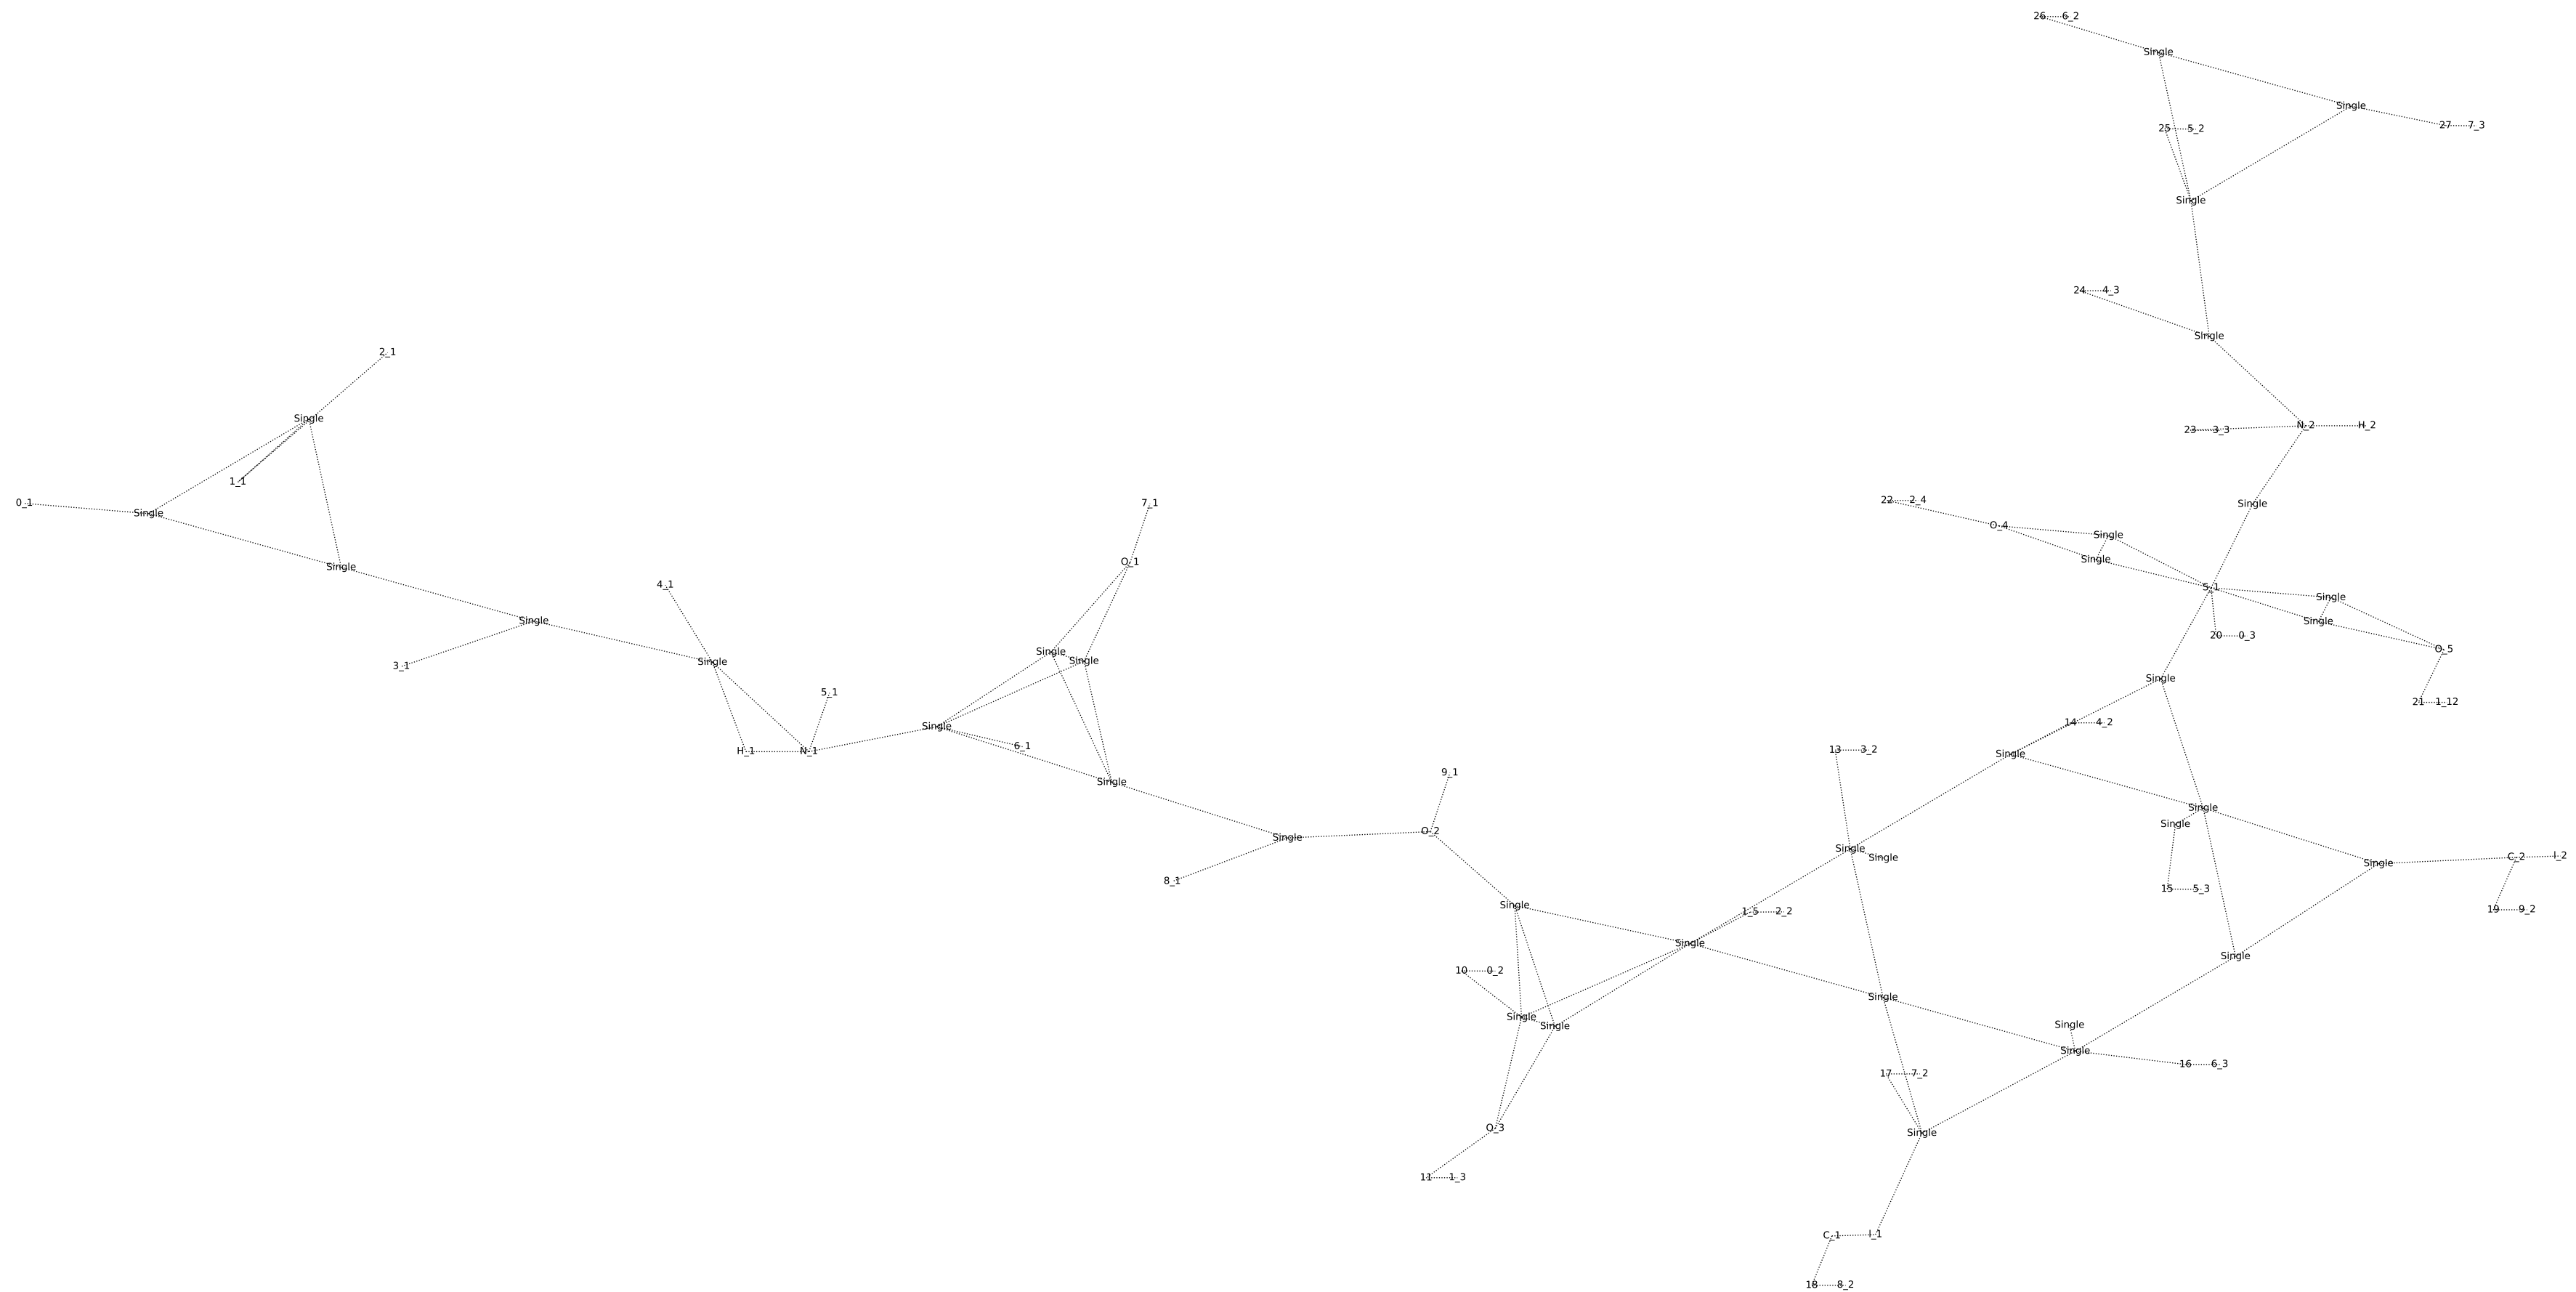 26 6_2
Single
Single
25 5_2
27 7_3
Single
24 4_3
Single
2_1
Single
23 3_3
N_2
H_2
1_1
22 2_4
0_1
Single
7_1
Single
O_4
Single
Single
O_1
Single
4_1
S_1
Single
Single
Single
20 0_3
O_5
Single
Single
Single
3_1
Single
5_1
21 1_12
14 4_2
Single
6_1
H_1
N_1
13 3_2
Single
9_1
Single
Single
Single
O_2
Single
Single
Single
C_2
I_2
Single
8_1
15 5_3
Single
19 9_2
1_5 2_2
Single
Single
10 0_2
Single
Single
Single
Single
Single
16 6_3
17 7_2
O_3
Single
11 1_3
C_1
I_1
18 8_2